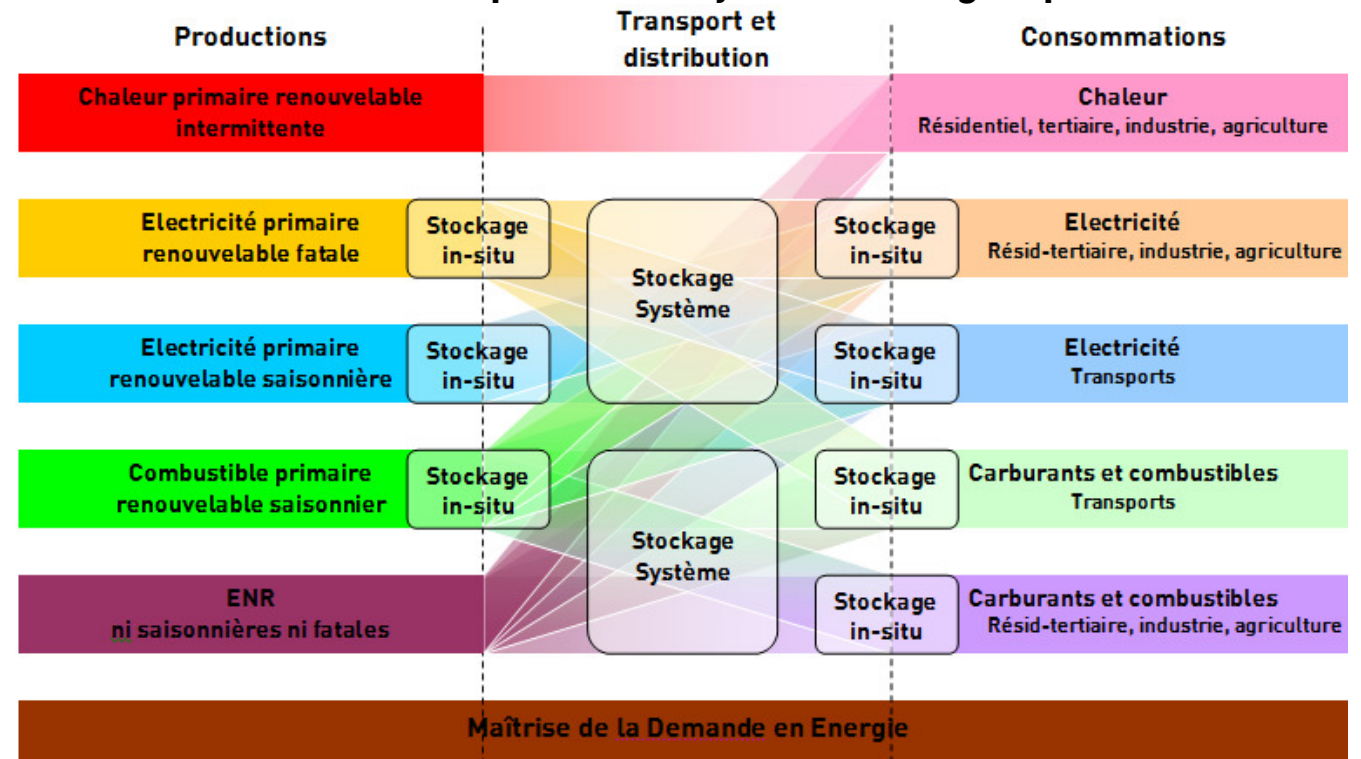 Productions
Transport et
distribution
Consommations
Chaleur primaire renouvelable
intermittente
Chaleur
Résidentiel, tertiaire, industrie, agriculture
Electricité primaire
renouvelable fatale
Stockage
in-situ
Stockage
Système
Stockage
in-situ
Electricité
Résid-tertiaire, industrie, agriculture
Electricité primaire
renouvelable saisonnière
Stockage
in-situ
Stockage
in-situ
Electricité
Transports
Combustible primaire
renouvelable saisonnier
Stockage
in-situ
Stockage
Système
Stockage
in-situ
Carburants et combustibles
Transports
ENR
ni saisonnières ni fatales
Stockage
in-situ
Carburants et combustibles
Résid-tertiaire, industrie, agriculture
Maîtrise de la Demande en Energie